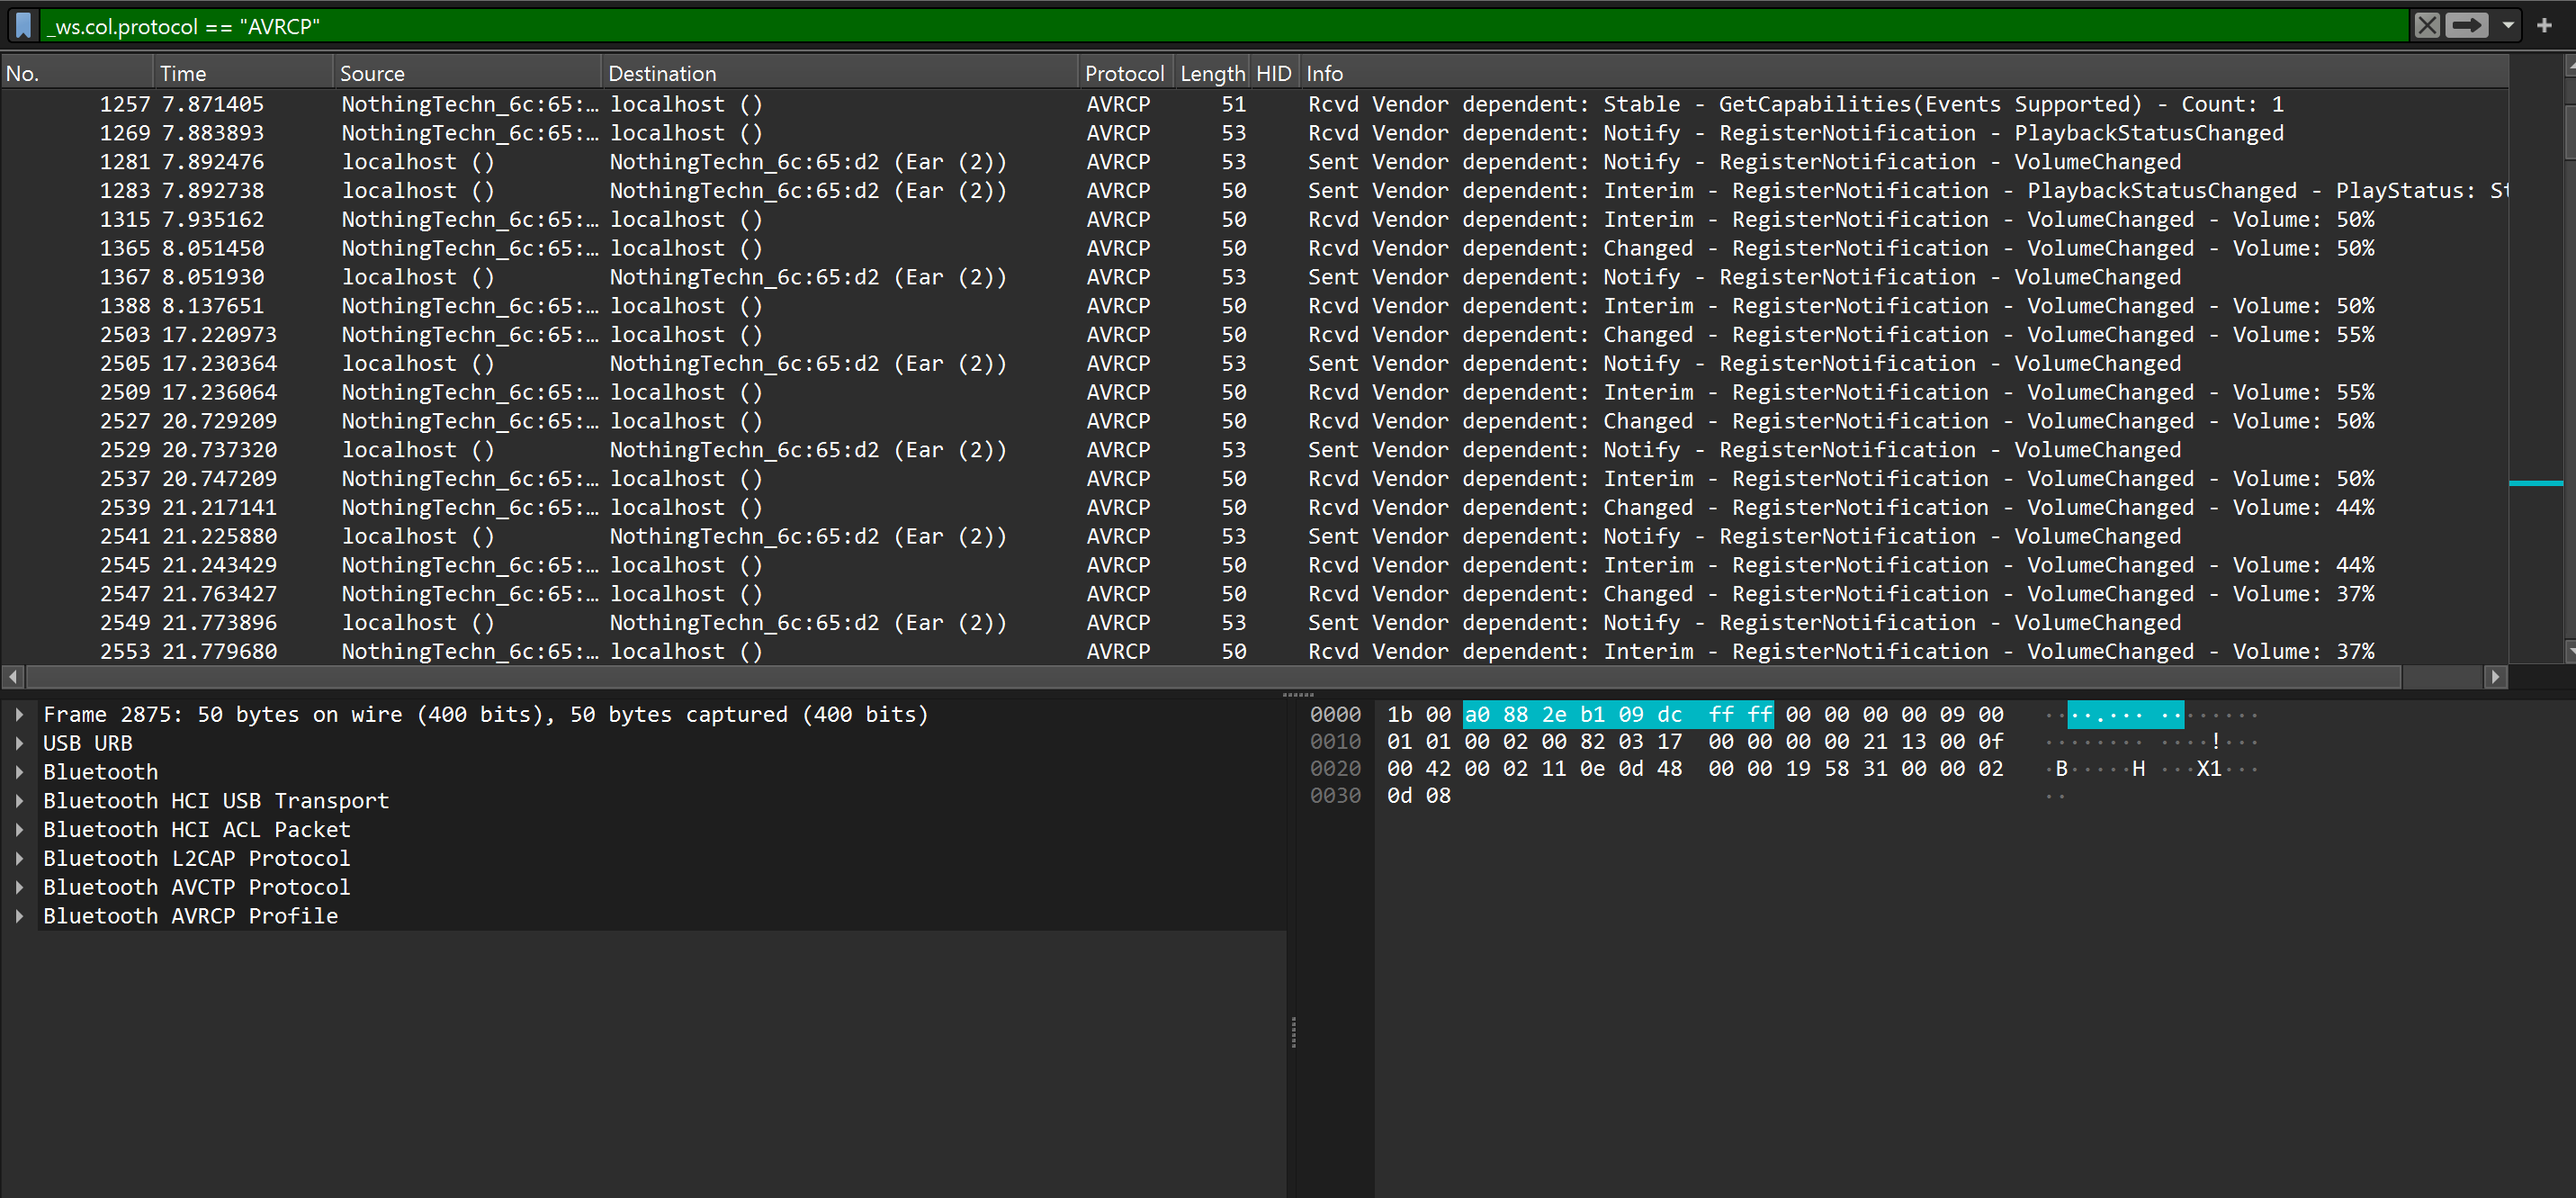 _ws.col.protocol == "AVRCP"
No. Time Source Destination Protocol Length HID Info
1257 7.871405 NothingTechn_6c:65:… localhost () AVRCP 51 Rcvd Vendor dependent: Stable - GetCapabilities(Events Supported) - Count: 1
1269 7.883893 NothingTechn_6c:65:… localhost () AVRCP 53 Rcvd Vendor dependent: Notify - RegisterNotification - PlaybackStatusChanged
1281 7.892476 localhost () NothingTechn_6c:65:d2 (Ear (2)) AVRCP 53 Sent Vendor dependent: Notify - RegisterNotification - VolumeChanged
1283 7.892738 localhost () NothingTechn_6c:65:d2 (Ear (2)) AVRCP 50 Sent Vendor dependent: Interim - RegisterNotification - PlaybackStatusChanged - PlayStatus: St
1315 7.935162 NothingTechn_6c:65:… localhost () AVRCP 50 Rcvd Vendor dependent: Interim - RegisterNotification - VolumeChanged - Volume: 50%
1365 8.051450 NothingTechn_6c:65:… localhost () AVRCP 50 Rcvd Vendor dependent: Changed - RegisterNotification - VolumeChanged - Volume: 50%
1367 8.051930 localhost () NothingTechn_6c:65:d2 (Ear (2)) AVRCP 53 Sent Vendor dependent: Notify - RegisterNotification - VolumeChanged
1388 8.137651 NothingTechn_6c:65:… localhost () AVRCP 50 Rcvd Vendor dependent: Interim - RegisterNotification - VolumeChanged - Volume: 50%
2503 17.220973 NothingTechn_6c:65:… localhost () AVRCP 50 Rcvd Vendor dependent: Changed - RegisterNotification - VolumeChanged - Volume: 55%
2505 17.230364 localhost () NothingTechn_6c:65:d2 (Ear (2)) AVRCP 53 Sent Vendor dependent: Notify - RegisterNotification - VolumeChanged
2509 17.236064 NothingTechn_6c:65:… localhost () AVRCP 50 Rcvd Vendor dependent: Interim - RegisterNotification - VolumeChanged - Volume: 55%
2527 20.729209 NothingTechn_6c:65:… localhost () AVRCP 50 Rcvd Vendor dependent: Changed - RegisterNotification - VolumeChanged - Volume: 50%
2529 20.737320 localhost () NothingTechn_6c:65:d2 (Ear (2)) AVRCP 53 Sent Vendor dependent: Notify - RegisterNotification - VolumeChanged
2537 20.747209 NothingTechn_6c:65:… localhost () AVRCP 50 Rcvd Vendor dependent: Interim - RegisterNotification - VolumeChanged - Volume: 50%
2539 21.217141 NothingTechn_6c:65:… localhost () AVRCP 50 Rcvd Vendor dependent: Changed - RegisterNotification - VolumeChanged - Volume: 44%
2541 21.225880 localhost () NothingTechn_6c:65:d2 (Ear (2)) AVRCP 53 Sent Vendor dependent: Notify - RegisterNotification - VolumeChanged
2545 21.243429 NothingTechn_6c:65:… localhost () AVRCP 50 Rcvd Vendor dependent: Interim - RegisterNotification - VolumeChanged - Volume: 44%
2547 21.763427 NothingTechn_6c:65:… localhost () AVRCP 50 Rcvd Vendor dependent: Changed - RegisterNotification - VolumeChanged - Volume: 37%
2549 21.773896 localhost () NothingTechn_6c:65:d2 (Ear (2)) AVRCP 53 Sent Vendor dependent: Notify - RegisterNotification - VolumeChanged
2553 21.779680 NothingTechn_6c:65:… localhost () AVRCP 50 Rcvd Vendor dependent: Interim - RegisterNotification - VolumeChanged - Volume: 37%
Frame 2875: 50 bytes on wire (400 bits), 50 bytes captured (400 bits)
USB URB
Bluetooth
Bluetooth HCI USB Transport
Bluetooth HCI ACL Packet
Bluetooth L2CAP Protocol
Bluetooth AVCTP Protocol
Bluetooth AVRCP Profile
0000 1b 00 a0 88 2e b1 09 dc ff ff 00 00 00 00 09 00 ····.··· ········
0010 01 01 00 02 00 82 03 17 00 00 00 00 21 13 00 0f ········ ····!···
0020 00 42 00 02 11 0e 0d 48 00 00 19 58 31 00 00 02 ·B·····H ···X1···
0030 0d 08 ··